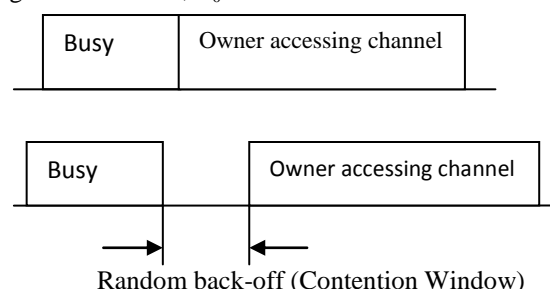 Busy
Owner accessing channel
Busy
Owner accessing channel
Random back-off (Contention Window)